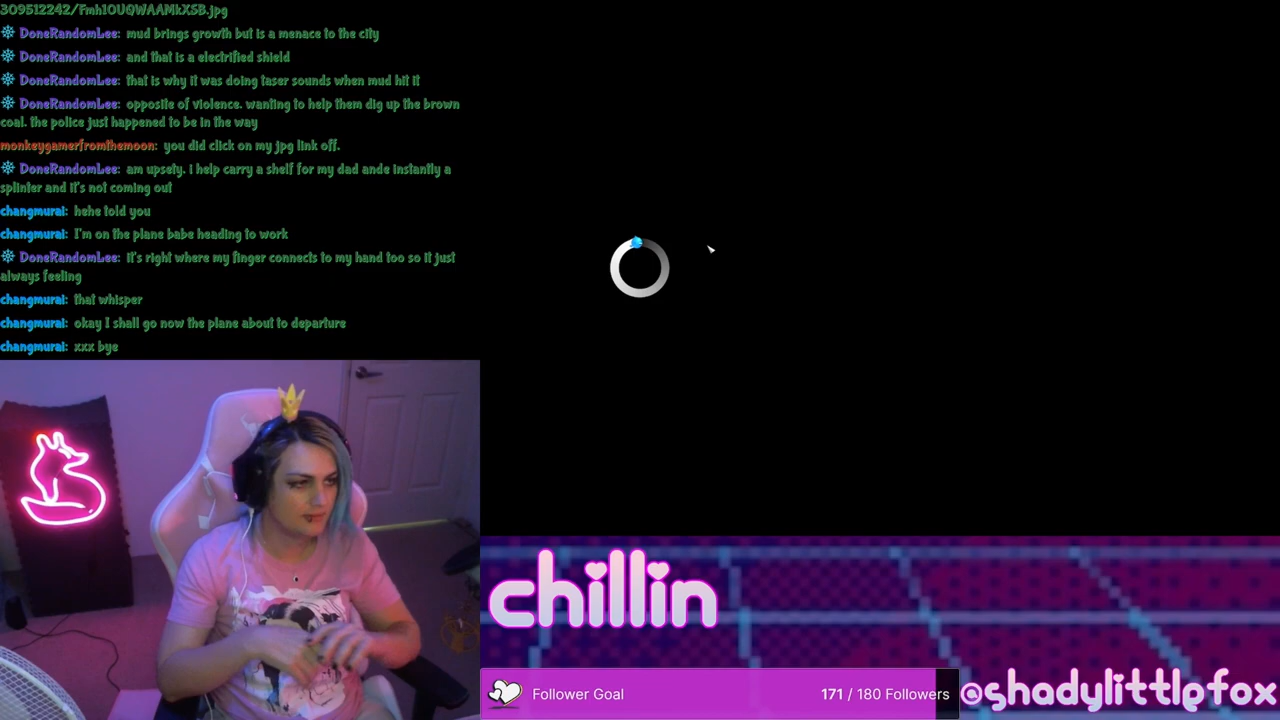 309512242/Fmh1OUQWAAMkXSB.jpg
DoneRandomLee: mud brings growth but is a menace to the city
DoneRandomLee: and that is a electrified shield
DoneRandomLee: that is why it was doing taser sounds when mud hit it
DoneRandomLee: opposite of violence. wanting to help them dig up the brown
coal. the police just happened to be in the way
monkeygamerfromthemoon: you did click on my jpg link off.
DoneRandomLee: am upsety. i help carry a shelf for my dad ande instantly a
splinter and it's not coming out
changmurai: hehe told you
changmurai: I'm on the plane babe heading to work
DoneRandomLee: it's right where my finger connects to my hand too so it just
always feeling
changmurai: that whisper
changmurai: okay I shall go now the plane about to departure
changmurai: xxx bye
chillin
Follower Goal 171 / 180 Followers
@shadylittlefox